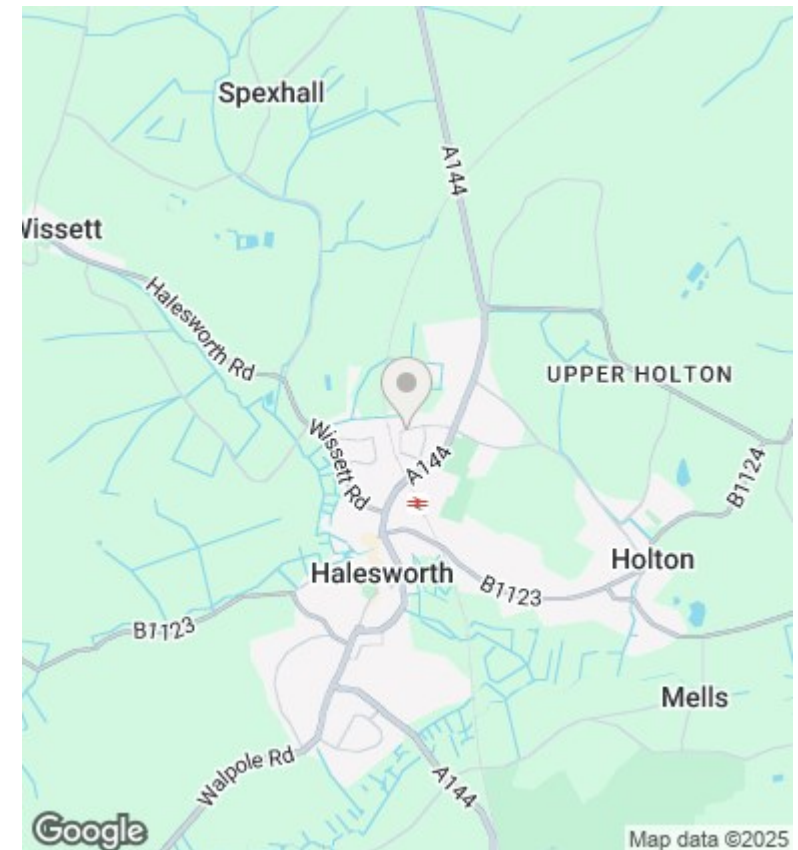 Spexhall
A144
Wissett
Halesworth Rd
UPPER HOLTON
Wissett Rd
A144
B1124
Halesworth
Holton
B1123
B1123
Mells
Walpole Rd
A144
Google
Map data ©2025